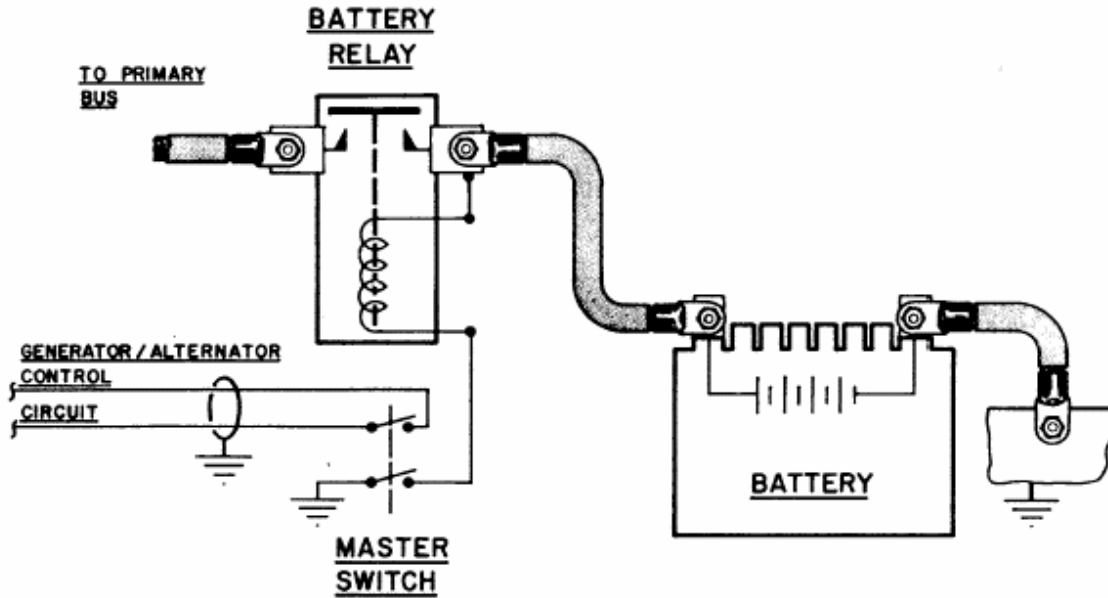 BATTERY
RELAY
TO PRIMARY
BUS
GENERATOR/ALTERNATOR
CONTROL
CIRCUIT
BATTERY
MASTER
SWITCH